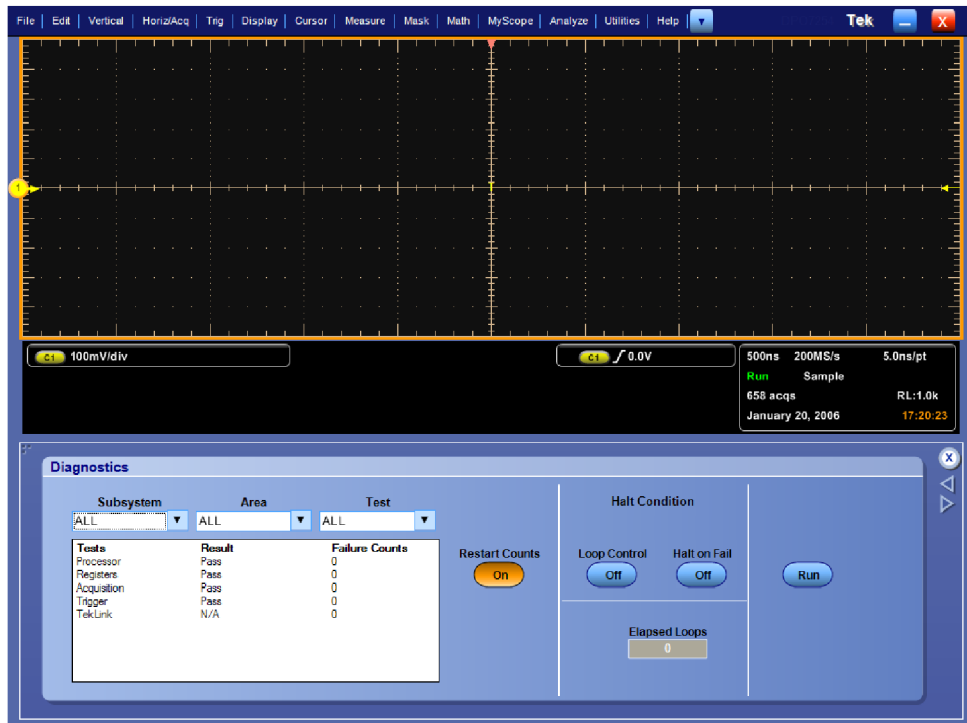 File Edit Vertical Horiz/Acq Trig Display Cursor Measure Mask Math MyScope Analyze Utilities Help Tek X
1
C1 100mV/div
C1 0.0V
500ns 200MS/s 5.0ns/pt
Run Sample
658 acqs RL:1.0k
January 20, 2006 17:20:23
X
Diagnostics
Subsystem Area Test
ALL ALL ALL
Tests Result Failure Counts
Processor Pass 0
Registers Pass 0
Acquisition Pass 0
Trigger Pass 0
TekLink N/A 0
Restart Counts
On
Halt Condition
Loop Control Halt on Fail
Off Off
Elapsed Loops
0
Run